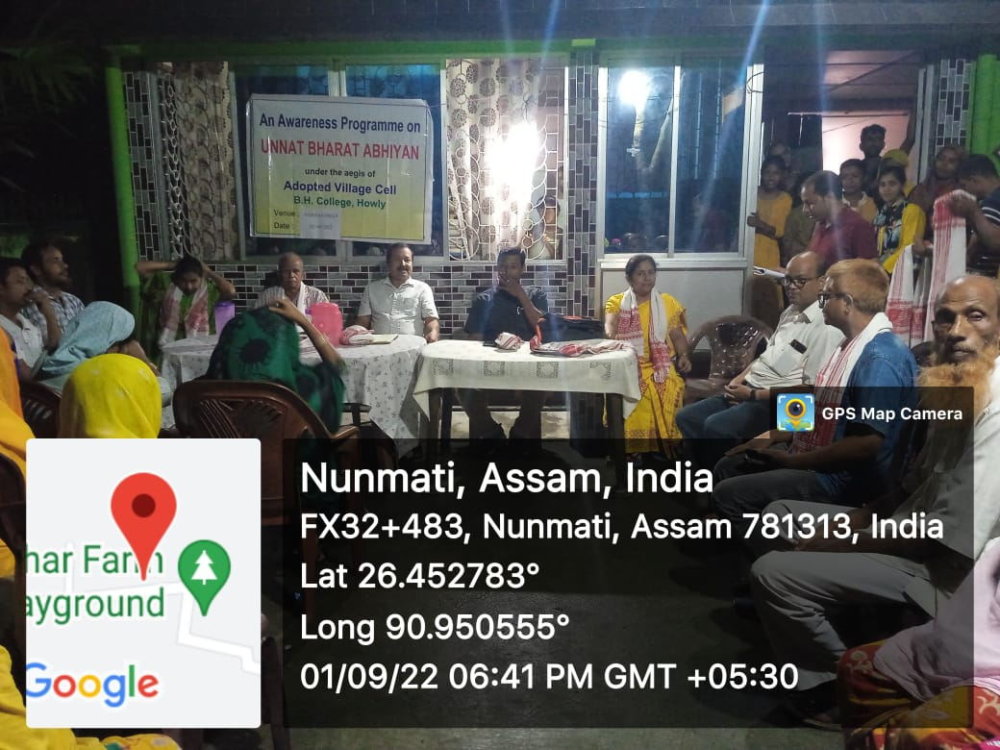 An Awareness Programme on
UNNAT BHARAT ABHIYAN
under the aegis of
Adopted Village Cell
B.H. College, Howly
Venue :
Date :
GPS Map Camera
Nunmati, Assam, India
FX32+483, Nunmati, Assam 781313, India
Lat 26.452783°
Long 90.950555°
01/09/22 06:41 PM GMT +05:30
har Farm
ayground
Google